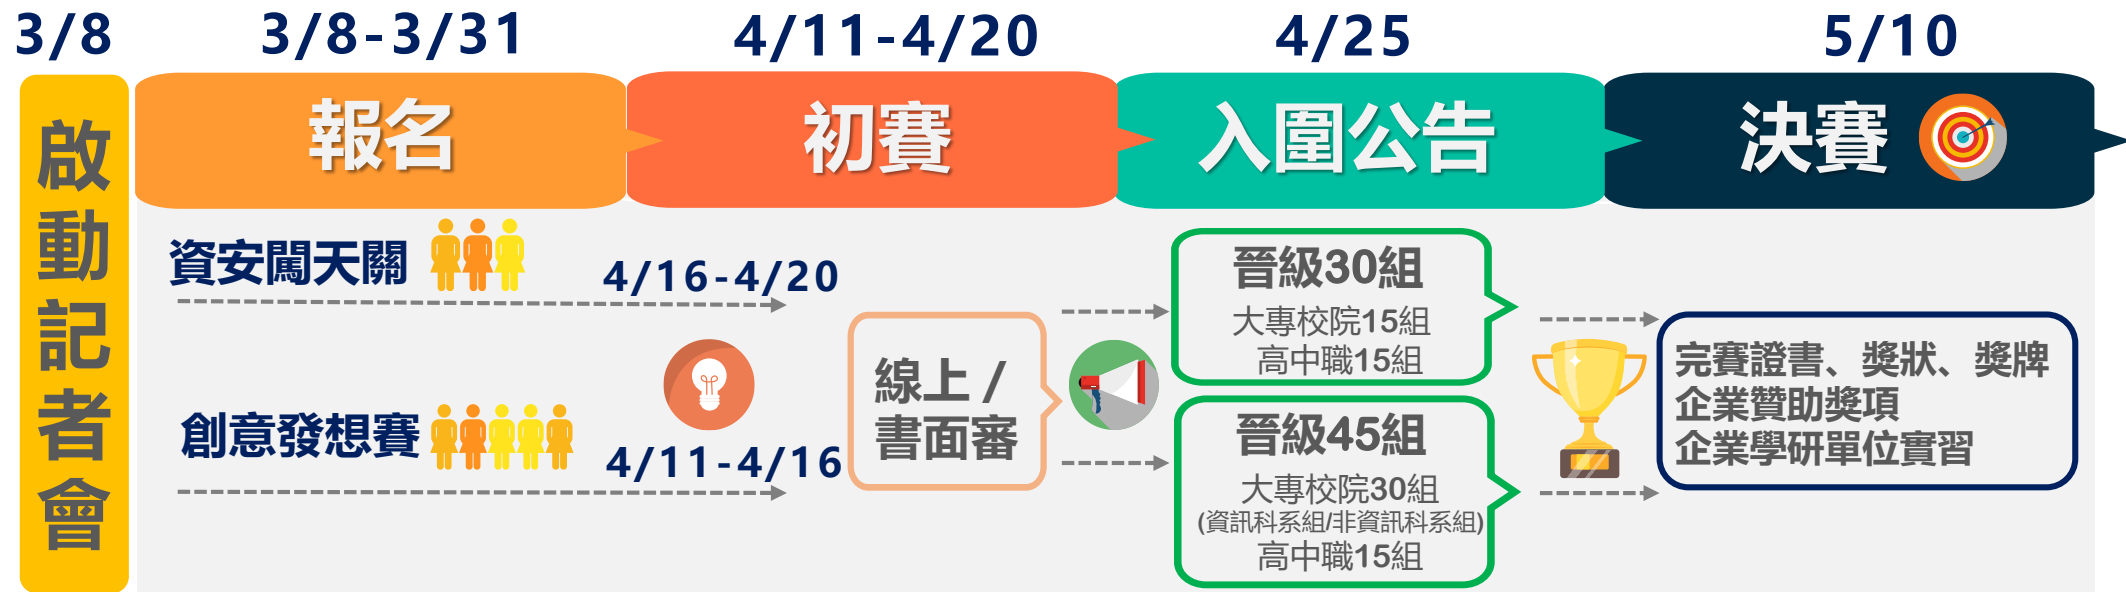 3/8
3/8-3/31
4/11-4/20
4/25
5/10
啟動記者會
報名
初賽
入圍公告
決賽
資安闖天關
4/16-4/20
創意發想賽
4/11-4/16
線上 /
書面審
晉級30組
大專校院15組
高中職15組
晉級45組
大專校院30組
(資訊科系組/非資訊科系組)
高中職15組
完賽證書、獎狀、獎牌
企業贊助獎項
企業學研單位實習